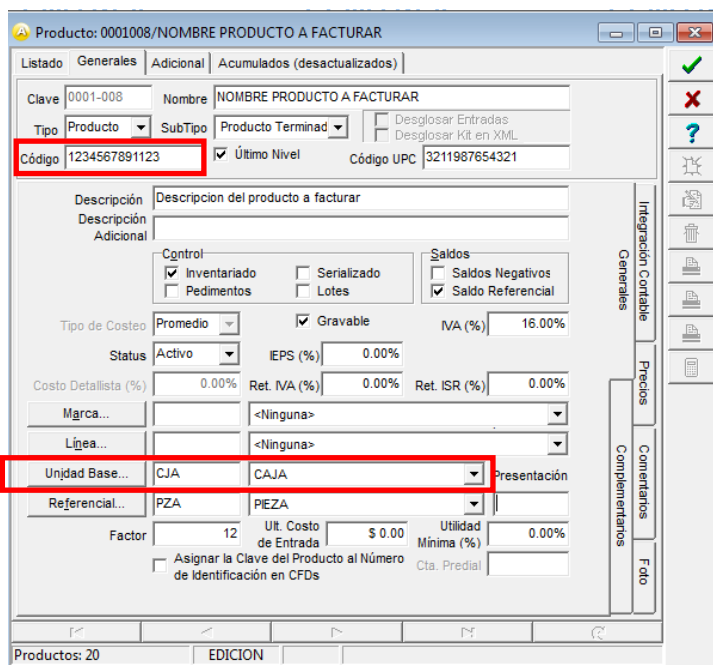 Producto: 0001008/NOMBRE PRODUCTO A FACTURAR
Listado Generales Adicional Acumulados (desactualizados)
Clave 0001-008 Nombre NOMBRE PRODUCTO A FACTURAR
Tipo Producto SubTipo Producto Terminad Desglosar Entradas
Desglosar Kit en XML
Código 1234567891123 Último Nivel Código UPC 3211987654321
Descripción Descripcion del producto a facturar
Descripción
Adicional
Control Saldos
Inventariado Serializado Saldos Negativos
Pedimentos Lotes Saldo Referencial
Tipo de Costeo Promedio Gravable IVA (%) 16.00%
Status Activo IEPS (%) 0.00%
Costo Detallista (%) 0.00% Ret. IVA (%) 0.00% Ret. ISR (%) 0.00%
Marca... <Ninguna>
Línea... <Ninguna>
Unidad Base... CJA CAJA Presentación
Referencial... PZA PIEZA
Factor 12 Ult. Costo de Entrada $ 0.00 Utilidad Mínima (%) 0.00%
Asignar la Clave del Producto al Número
de Identificación en CFDs
Cta. Predial
Generales
Complementarios
Integración Contable
Precios
Comentarios
Foto
Productos: 20 EDICION